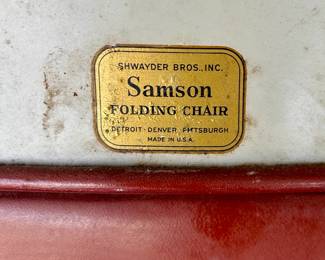 SHWAYDER BROS., INC.
Samson
FOLDING CHAIR
DETROIT - DENVER - PITTSBURGH
MADE IN U.S.A.